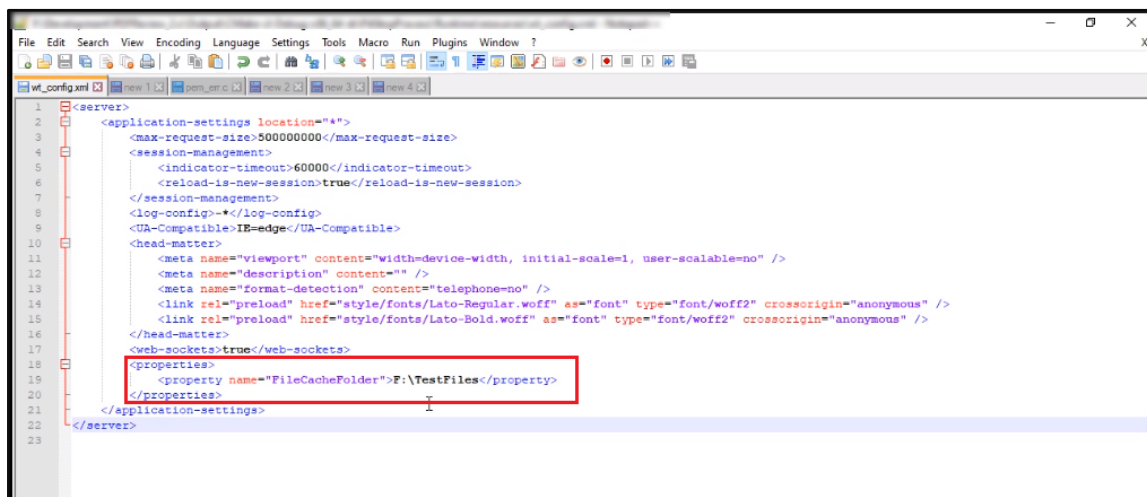 File Edit Search View Encoding Language Settings Tools Macro Run Plugins Window ? X
wt_config.xml new 1 pem_err.c new 2 new 3 new 4
1 <server>
2 <application-settings location="*">
3 <max-request-size>500000000</max-request-size>
4 <session-management>
5 <indicator-timeout>60000</indicator-timeout>
6 <reload-is-new-session>true</reload-is-new-session>
7 </session-management>
8 <log-config>-*</log-config>
9 <UA-Compatible>IE=edge</UA-Compatible>
10 <head-matter>
11 <meta name="viewport" content="width=device-width, initial-scale=1, user-scalable=no" />
12 <meta name="description" content="" />
13 <meta name="format-detection" content="telephone=no" />
14 <link rel="preload" href="style/fonts/Lato-Regular.woff" as="font" type="font/woff2" crossorigin="anonymous" />
15 <link rel="preload" href="style/fonts/Lato-Bold.woff" as="font" type="font/woff2" crossorigin="anonymous" />
16 </head-matter>
17 <web-sockets>true</web-sockets>
18 <properties>
19 <property name="FileCacheFolder">F:\TestFiles</property>
20 </properties>
21 </application-settings>
22 </server>
23